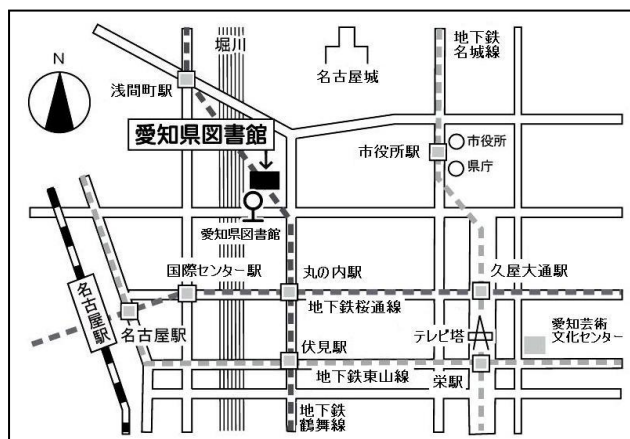 N
堀川
名古屋城
地下鉄
名城線
浅間町駅
愛知県図書館
市役所駅
市役所
県庁
愛知県図書館
国際センター駅
丸の内駅
久屋大通駅
名古屋駅
名古屋駅
地下鉄桜通線
伏見駅
テレビ塔
愛知芸術
文化センター
地下鉄東山線
栄駅
地下鉄
鶴舞線